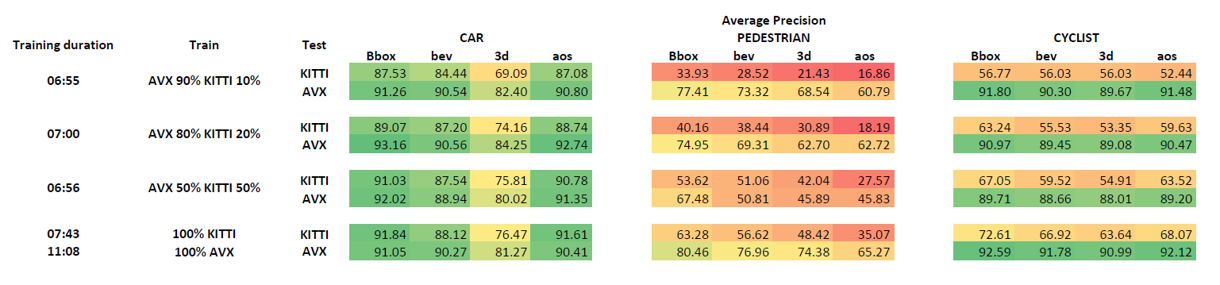 Average Precision
Training duration Train Test CAR PEDESTRIAN CYCLIST
Bbox bev 3d aos Bbox bev 3d aos Bbox bev 3d aos
06:55 AVX 90% KITTI 10% KITTI 87.53 84.44 69.09 87.08 33.93 28.52 21.43 16.86 56.77 56.03 56.03 52.44
AVX 91.26 90.54 82.40 90.80 77.41 73.32 68.54 60.79 91.80 90.30 89.67 91.48
07:00 AVX 80% KITTI 20% KITTI 89.07 87.20 74.16 88.74 40.16 38.44 30.89 18.19 63.24 55.53 53.35 59.63
AVX 93.16 90.56 84.25 92.74 74.95 69.31 62.70 62.72 90.97 89.45 89.08 90.47
06:56 AVX 50% KITTI 50% KITTI 91.03 87.54 75.81 90.78 53.62 51.06 42.04 27.57 67.05 59.52 54.91 63.52
AVX 92.02 88.94 80.02 91.35 67.48 50.81 45.89 45.83 89.71 88.66 88.01 89.20
07:43 100% KITTI KITTI 91.84 88.12 76.47 91.61 63.28 56.62 48.42 35.07 72.61 66.92 63.64 68.07
11:08 100% AVX AVX 91.05 90.27 81.27 90.41 80.46 76.96 74.38 65.27 92.59 91.78 90.99 92.12